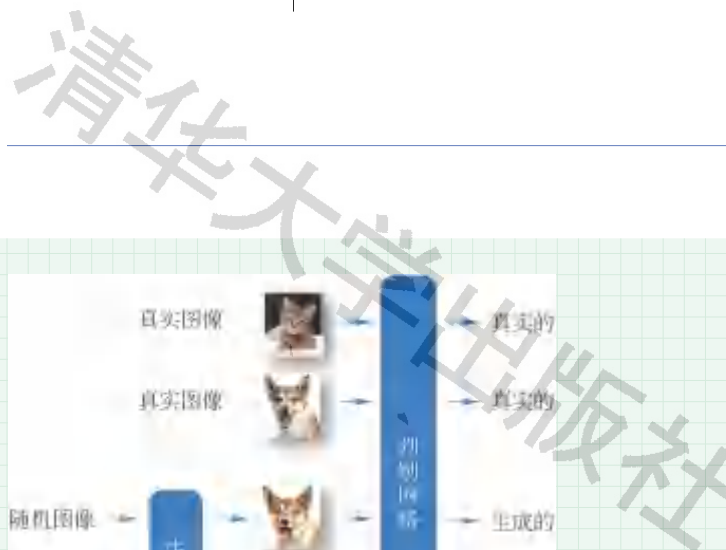 清华大学出版社
真实图像
真实的
真实图像
真实的
判别网络
随机图像
生成的